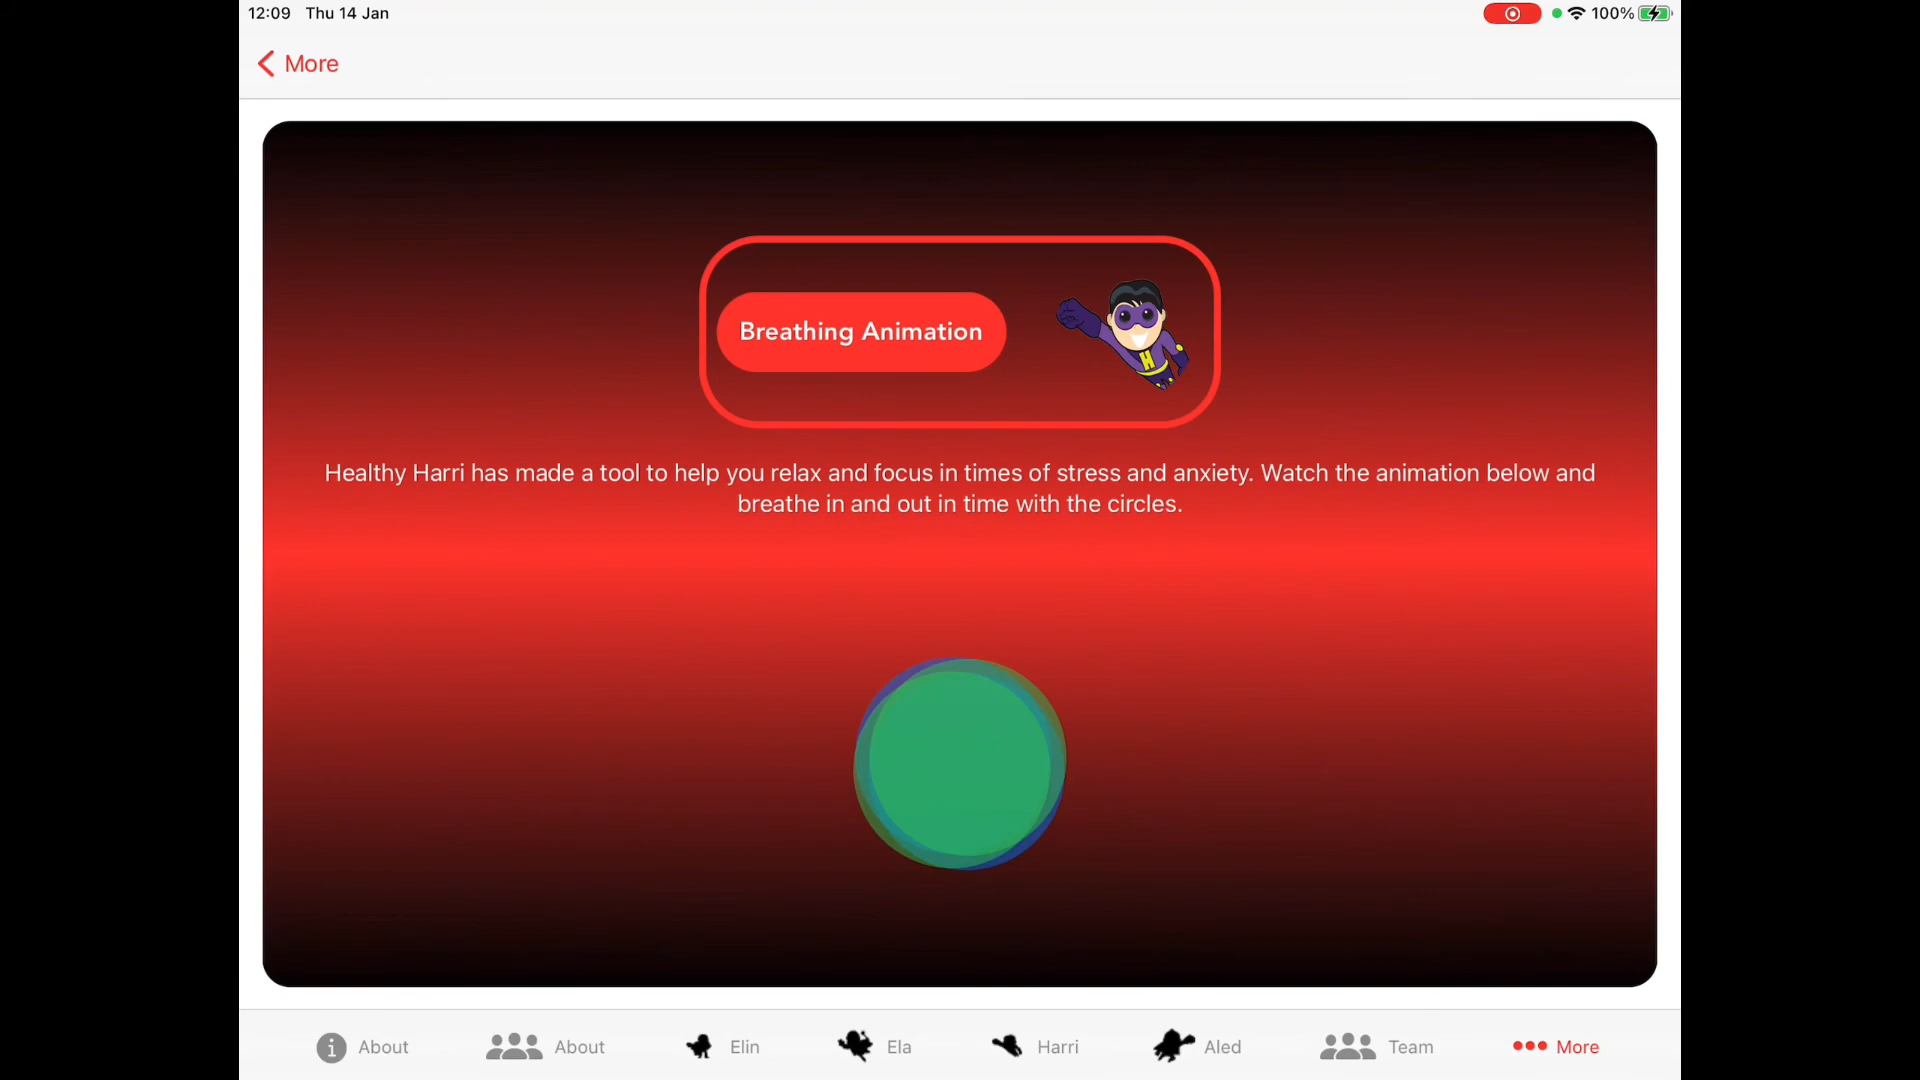 12:09 Thu 14 Jan
100%
More
Breathing Animation
Healthy Harri has made a tool to help you relax and focus in times of stress and anxiety. Watch the animation below and
breathe in and out in time with the circles.
About About Elin Ela Harri Aled Team More